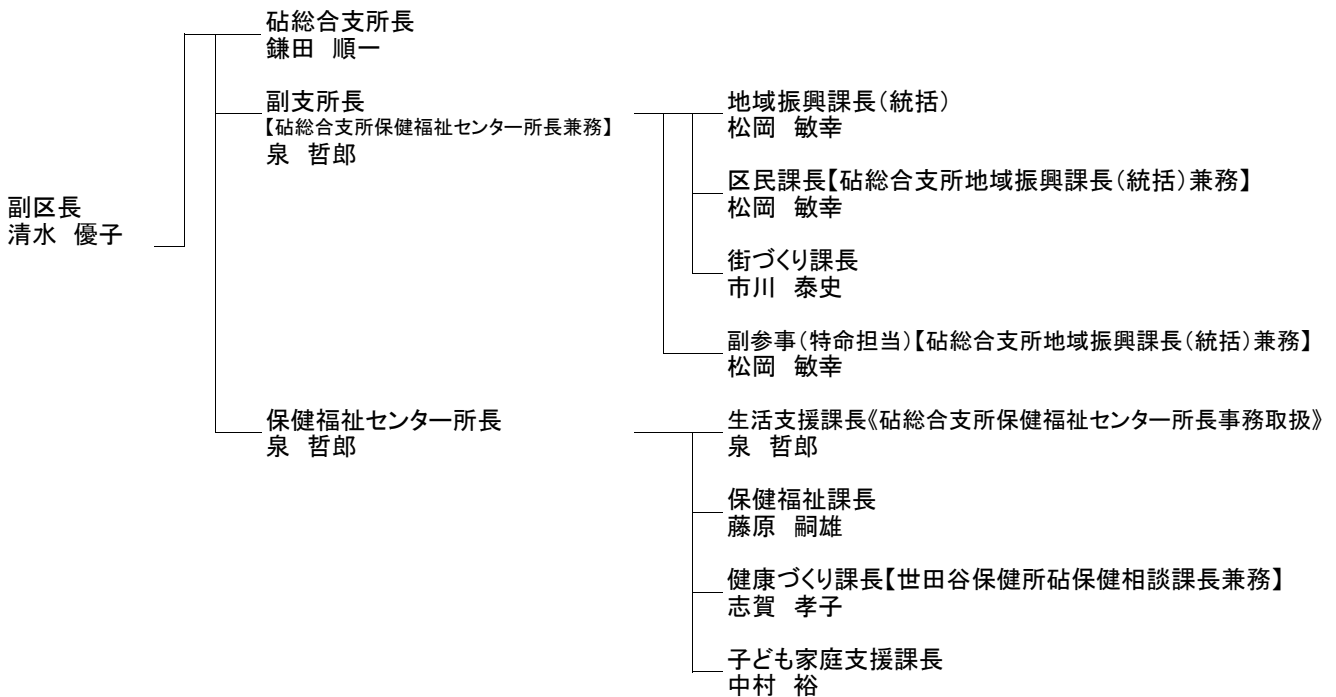 副区長
清水　優子
砧総合支所長
鎌田　順一
副支所長
【砧総合支所保健福祉センター所長兼務】
泉　哲郎
地域振興課長（統括）
松岡　敏幸
区民課長【砧総合支所地域振興課長（統括）兼務】
松岡　敏幸
街づくり課長
市川　泰史
副参事（特命担当）【砧総合支所地域振興課長（統括）兼務】
松岡　敏幸
保健福祉センター所長
泉　哲郎
生活支援課長《砧総合支所保健福祉センター所長事務取扱》
泉　哲郎
保健福祉課長
藤原　嗣雄
健康づくり課長【世田谷保健所砧保健相談課長兼務】
志賀　孝子
子ども家庭支援課長
中村　裕